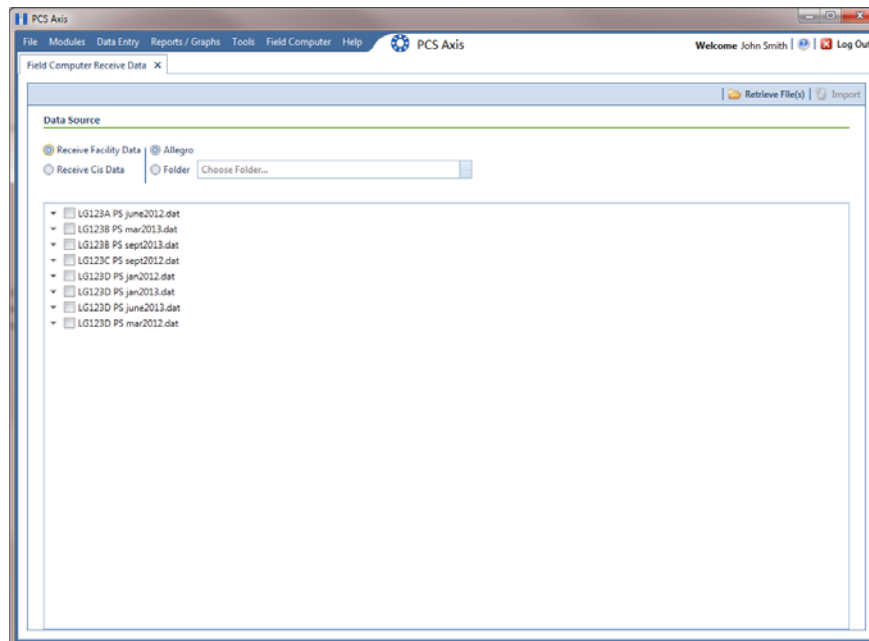 PCS Axis
File Modules Data Entry Reports / Graphs Tools Field Computer Help PCS Axis Welcome John Smith Log Out
Field Computer Receive Data X
Retrieve File(s) Import
Data Source
Receive Facility Data Allegro
Receive Cis Data Folder Choose Folder...
LG123A PS june2012.dat
LG123B PS mar2013.dat
LG123B PS sept2013.dat
LG123C PS sept2012.dat
LG123D PS jan2012.dat
LG123D PS jan2013.dat
LG123D PS june2013.dat
LG123D PS mar2012.dat